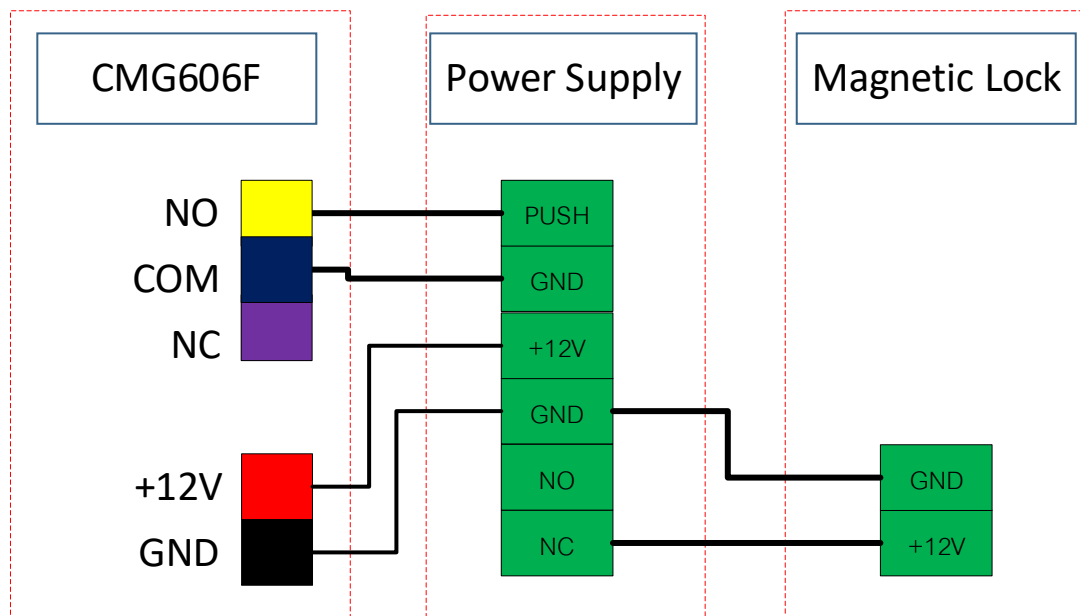 CMG606F
Power Supply
Magnetic Lock
NO
COM
NC
+12V
GND
PUSH
GND
+12V
GND
NO
NC
GND
+12V